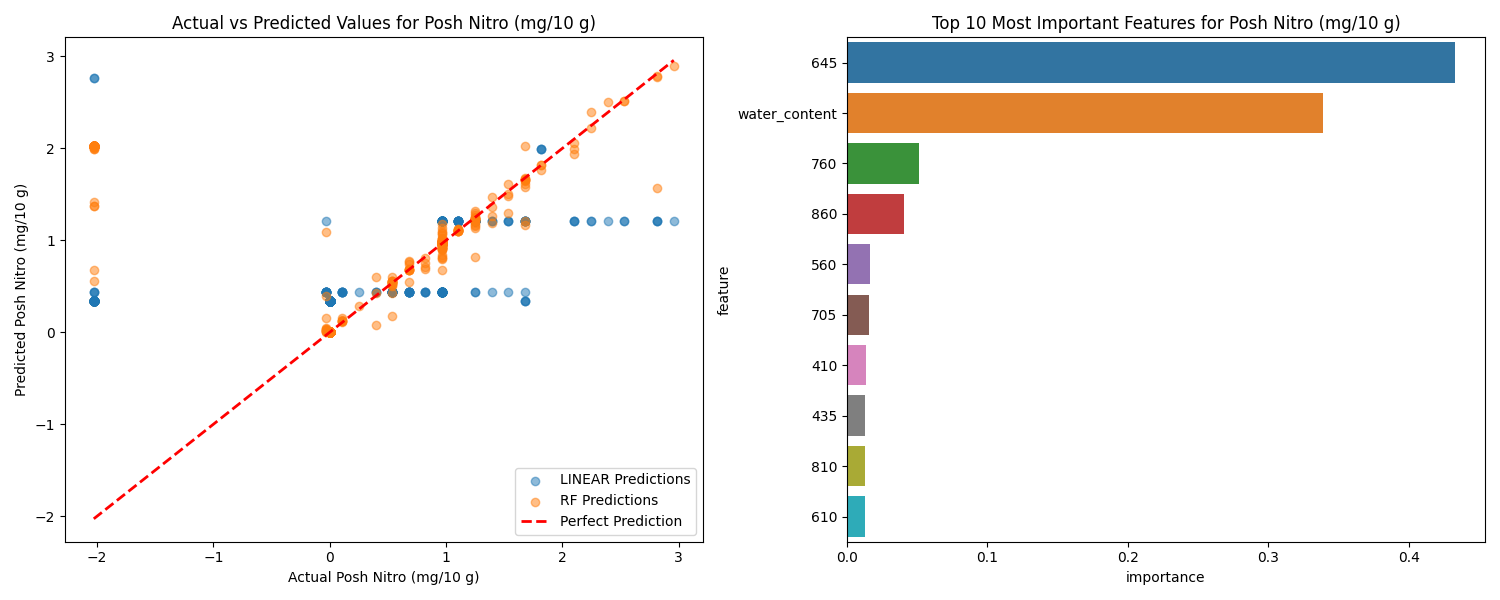 Actual vs Predicted Values for Posh Nitro (mg/10 g)
Predicted Posh Nitro (mg/10 g)
3
2
1
0
−1
−2
−2
−1
0
1
2
3
Actual Posh Nitro (mg/10 g)
LINEAR Predictions
RF Predictions
Perfect Prediction
Top 10 Most Important Features for Posh Nitro (mg/10 g)
feature
645
water_content
760
860
560
705
410
435
810
610
0.0
0.1
0.2
0.3
0.4
importance